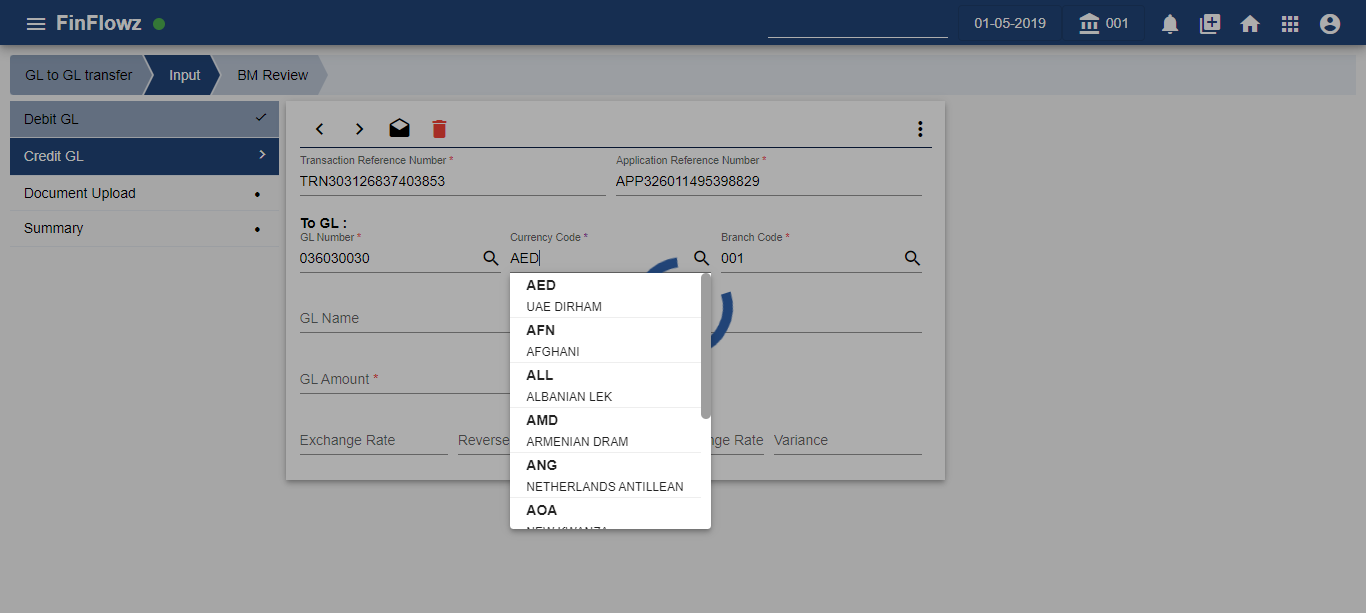 FinFlowz
01-05-2019
001
GL to GL transfer
Input
BM Review
Debit GL
Credit GL
Document Upload
Summary
Transaction Reference Number *
Application Reference Number *
TRN303126837403853
APP326011495398829
To GL :
GL Number *
Currency Code *
Branch Code *
036030030
AED
001
AED
UAE DIRHAM
GL Name
AFN
AFGHANI
GL Amount *
ALL
ALBANIAN LEK
AMD
ARMENIAN DRAM
Exchange Rate
Reverse
nge Rate
Variance
ANG
NETHERLANDS ANTILLEAN
AOA